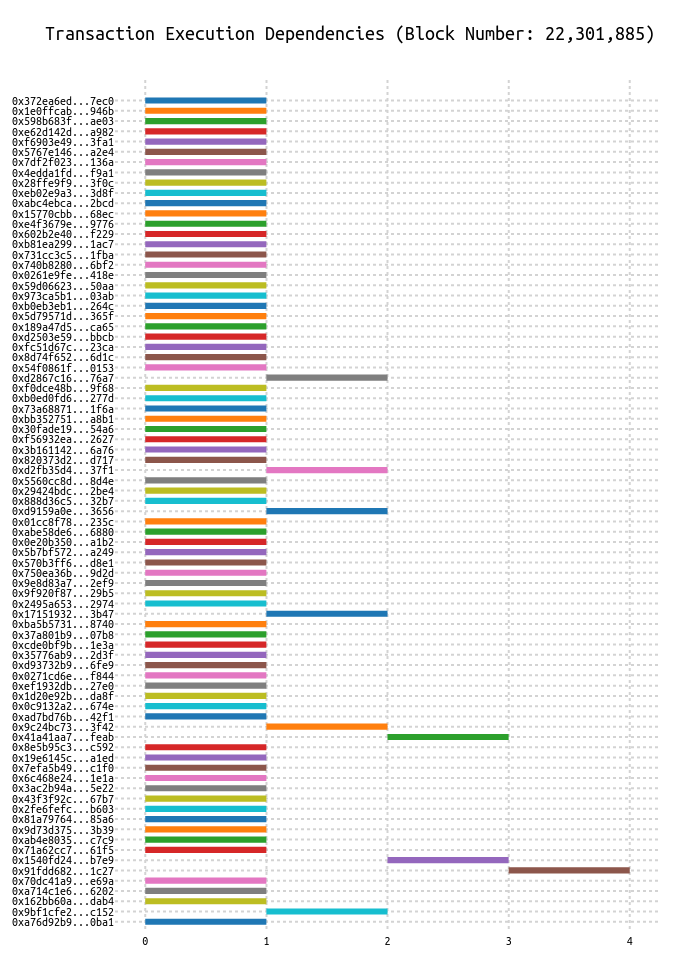 Transaction Execution Dependencies (Block Number: 22,301,885)
0x372ea6ed...7ec0
0x1e0ffcab...946b
0x598b683f...ae03
0xe62d142d...a982
0xf6903e49...3fa1
0x5767e146...a2e4
0x7df2f023...136a
0x4edda1fd...f9a1
0x28ffe9f9...3f0c
0xeb02e9a3...3d8f
0xabc4ebca...2bcd
0x15770cbb...68ec
0xe4f3679e...9776
0x602b2e40...f229
0xb81ea299...1ac7
0x731cc3c5...1fba
0x740b8280...6bf2
0x0261e9fe...418e
0x59d06623...50aa
0x973ca5b1...03ab
0xb0eb3eb1...264c
0x5d79571d...365f
0x189a47d5...ca65
0xd2503e59...bbcb
0xfc51d67c...23ca
0x8d74f652...6d1c
0x54f0861f...0153
0xd2867c16...76a7
0xf0dce48b...9f68
0xb0ed0fd6...277d
0x73a68871...1f6a
0xbb352751...a8b1
0x30fade19...54a6
0xf56932ea...2627
0x3b161142...6a76
0x820373d2...d717
0xd2fb35d4...37f1
0x5560cc8d...8d4e
0x29424bdc...2be4
0x888d36c5...32b7
0xd9159a0e...3656
0x01cc8f78...235c
0xabe58de6...6880
0x0e20b350...a1b2
0x5b7bf572...a249
0x570b3ff6...d8e1
0x750ea36b...9d2d
0x9e8d83a7...2ef9
0x9f920f87...29b5
0x2495a653...2974
0x17151932...3b47
0xba5b5731...8740
0x37a801b9...07b8
0xcde0bf9b...1e3a
0x35776ab9...2d3f
0xd93732b9...6fe9
0x0271cd6e...f844
0xef1932db...27e0
0x1d20e92b...da8f
0x0c9132a2...674e
0xad7bd76b...42f1
0x9c24bc73...3f42
0x41a41aa7...feab
0x8e5b95c3...c592
0x19e6145c...a1ed
0x7efa5b49...c1f0
0x6c468e24...1e1a
0x3ac2b94a...5e22
0x43f3f92c...67b7
0x2fe6fefc...b603
0x81a79764...85a6
0x9d73d375...3b39
0xab4e8035...c7c9
0x71a62cc7...61f5
0x1540fd24...b7e9
0x91fdd682...1c27
0x70dc41a9...e69a
0xa714c1e6...6202
0x162bb60a...dab4
0x9bf1cfe2...c152
0xa76d92b9...0ba1
0 1 2 3 4